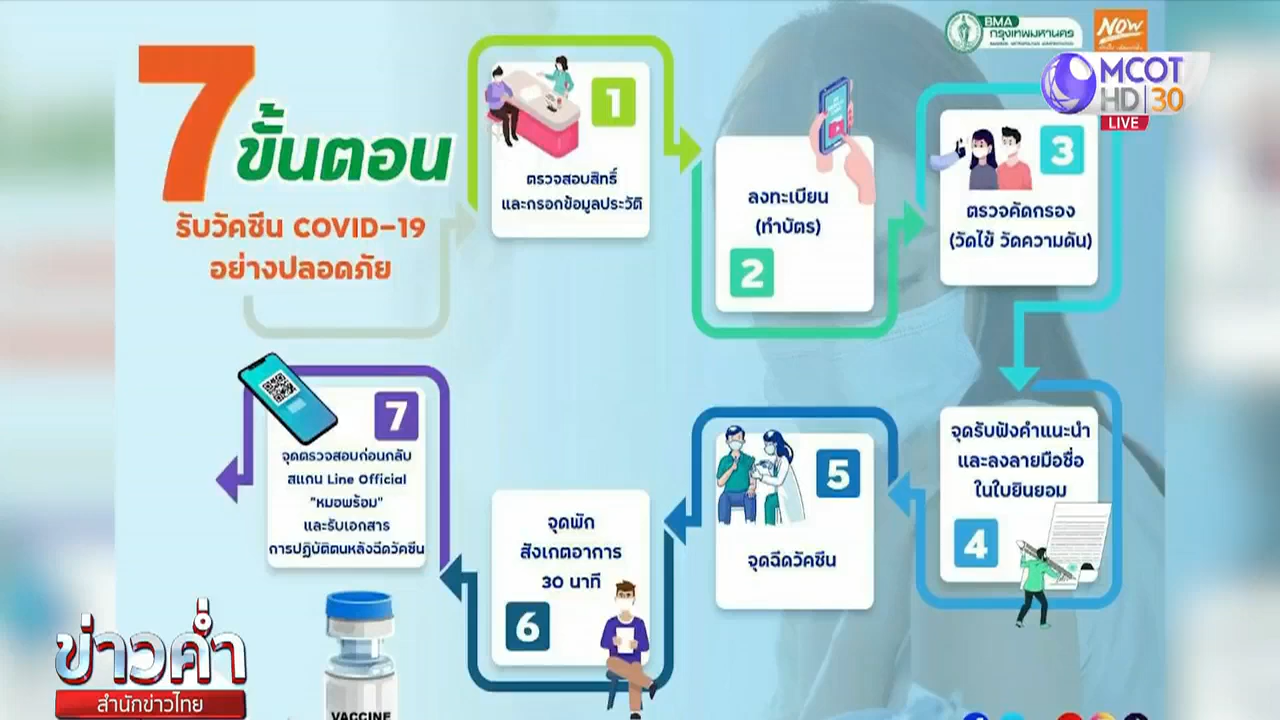 7
ขั้นตอน
รับวัคซีน COVID-19
อย่างปลอดภัย
BMA
กรุงเทพมหานคร
NOW
MCOT
HD 30
LIVE
1
ตรวจสอบสิทธิ์
และกรอกข้อมูลประวัติ
ลงทะเบียน
(ทำบัตร)
2
3
ตรวจคัดกรอง
(วัดไข้ วัดความดัน)
จุดรับฟังคำแนะนำ
และลงลายมือชื่อ
ในใบยินยอม
4
5
จุดฉีดวัคซีน
จุดพัก
สังเกตอาการ
30 นาที
6
7
จุดตรวจสอบก่อนกลับ
สแกน Line Official
"หมอพร้อม"
และรับเอกสาร
การปฏิบัติตนหลังฉีดวัคซีน
VACCINE
ข่าวค่ำ
สำนักข่าวไทย